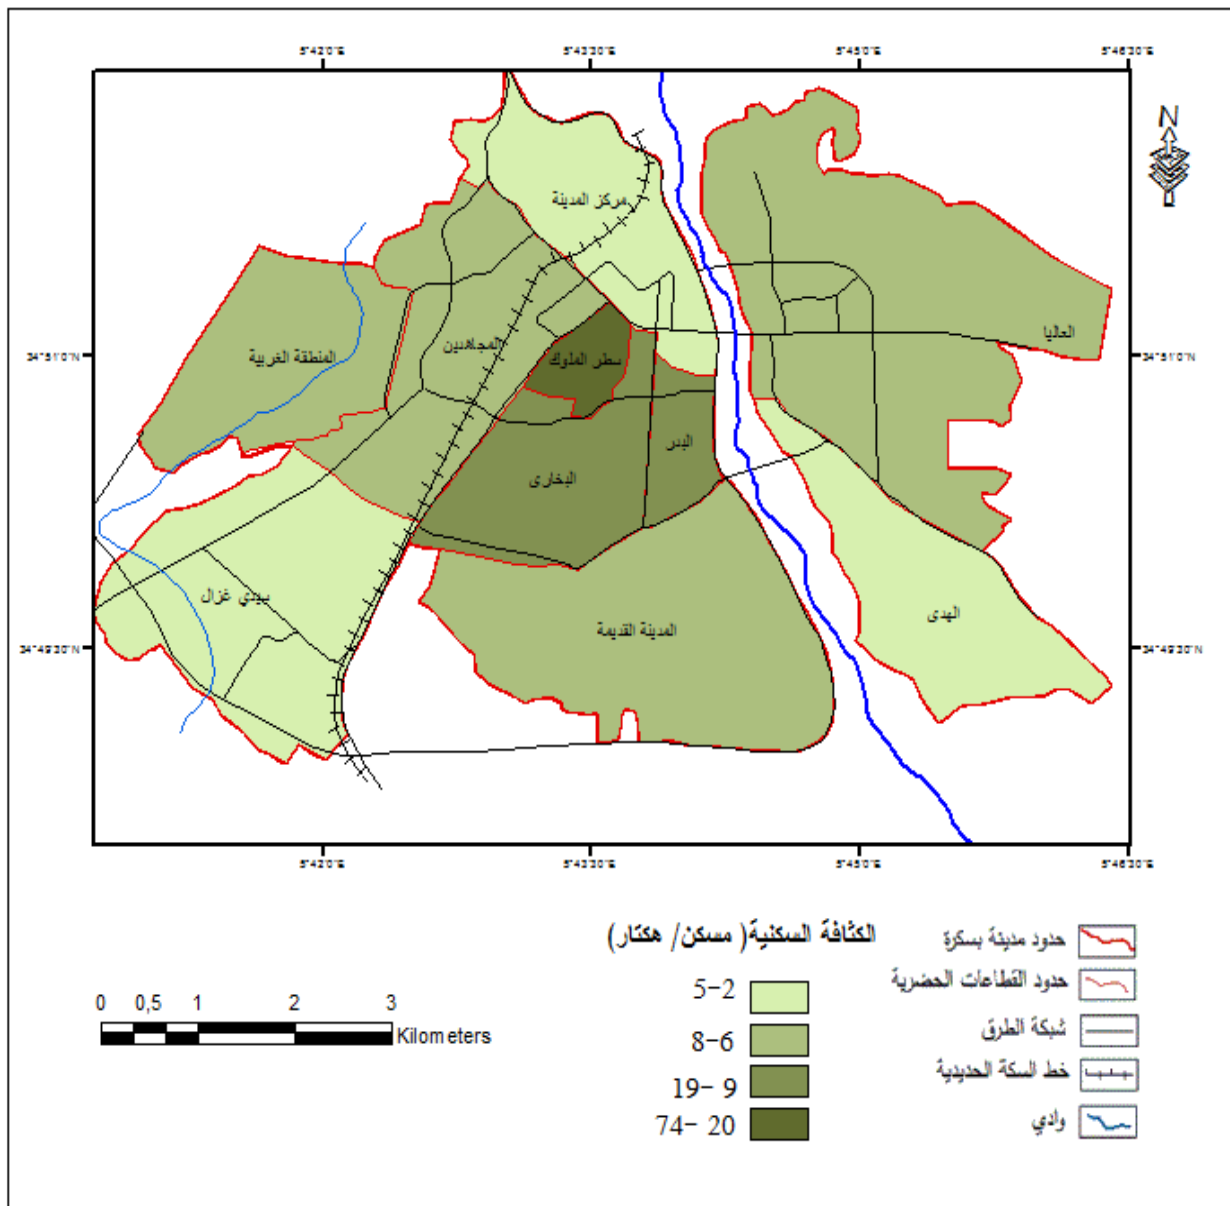 5°42'0"E 5°43'30"E 5°45'0"E 5°46'30"E
N
مركز المدينة
العاليا
34°51'0"N 34°51'0"N
المنطقة الغربية
المجاهدين
سطر الملوك
البدر
البخاري
سيدي غزال
الهدى
المدينة القديمة
34°49'30"N 34°49'30"N
5°42'0"E 5°43'30"E 5°45'0"E 5°46'30"E
الكثافة السكنية( مسكن/ هكتار)
5-2
8-6
19- 9
74- 20
حدود مدينة بسكرة
حدود القطاعات الحضرية
شبكة الطرق
خط السكة الحديدية
وادي
0 0,5 1 2 3
Kilometers